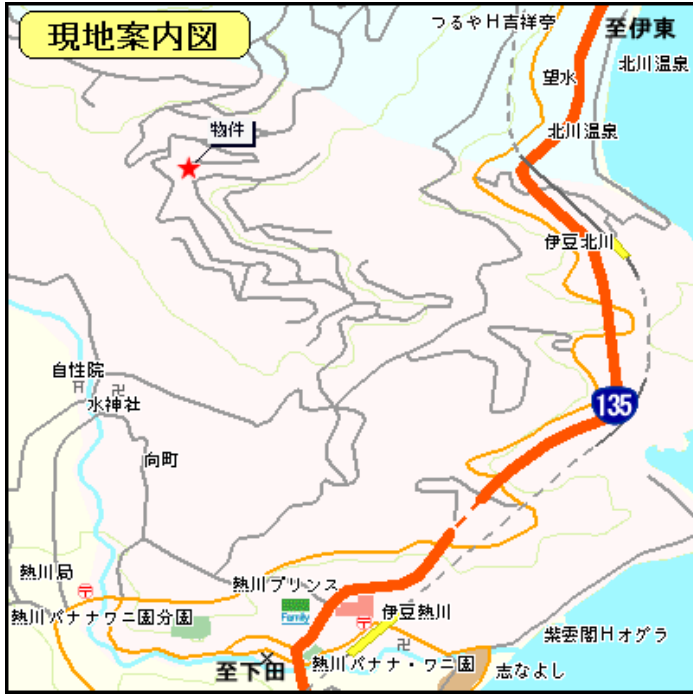 現地案内図
つるやH吉祥亭
至伊東
北川温泉
望水
物件
北川温泉
伊豆北川
自性院
水神社
135
向町
熱川局
熱川プリンス
熱川バナナワニ園分園
Family
伊豆熱川
紫雲閣Hオグラ
至下田
熱川バナナ・ワニ園
志なよし